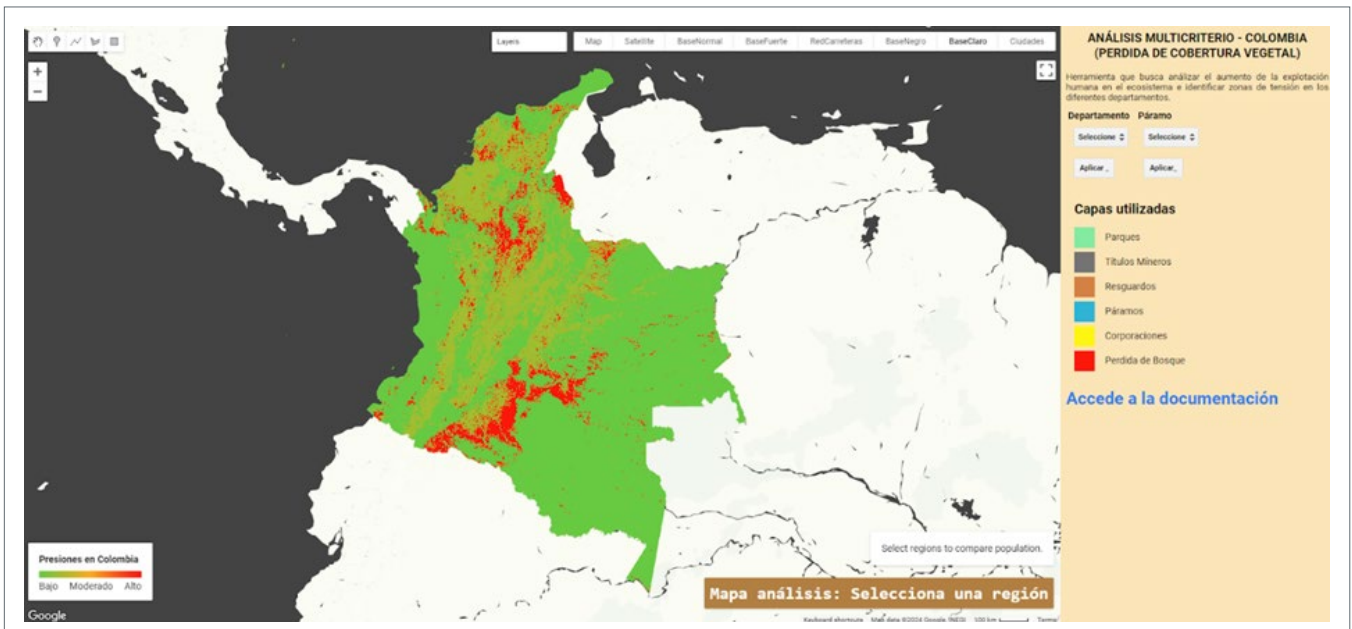 Layers
Map Satellite BaseNormal BaseFuerte RedCarreteras BaseNegro BaseClaro Ciudades
+
−
ANÁLISIS MULTICRITERIO - COLOMBIA
(PERDIDA DE COBERTURA VEGETAL)
Herramienta que busca análizar el aumento de la explotación
humana en el ecosistema e identificar zonas de tensión en los
diferentes departamentos.
Departamento Páramo
Seleccione Seleccione
Aplicar_ Aplicar_
Capas utilizadas
Parques
Títulos Mineros
Resguardos
Páramos
Corporaciones
Perdida de Bosque
Accede a la documentación
Presiones en Colombia
Bajo Moderado Alto
Select regions to compare population.
Mapa análisis: Selecciona una región
Google
Keyboard shortcuts Map data ©2024 Google, INEGI 100 km Terms